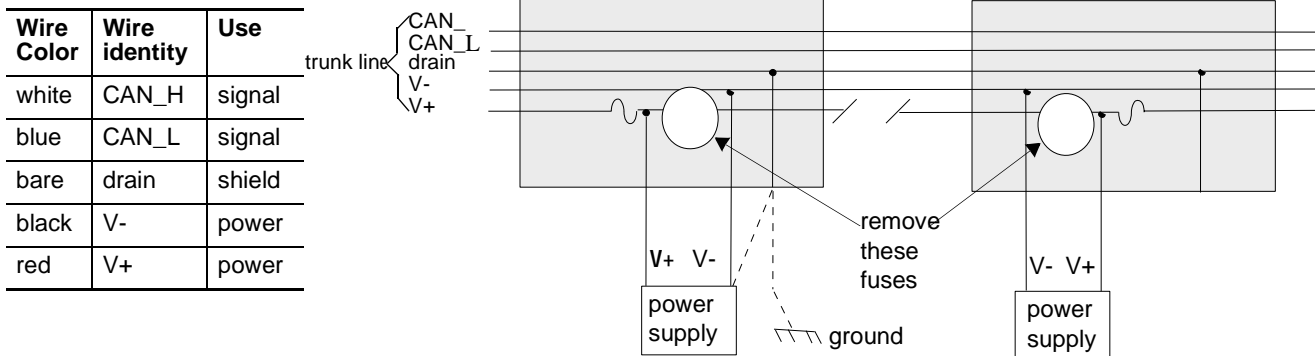 Wire Color Wire identity Use
white CAN_H signal
blue CAN_L signal
bare drain shield
black V- power
red V+ power
trunk line
CAN_
CAN_L
drain
V-
V+
remove
these
fuses
V+ V-
power
supply
ground
V- V+
power
supply